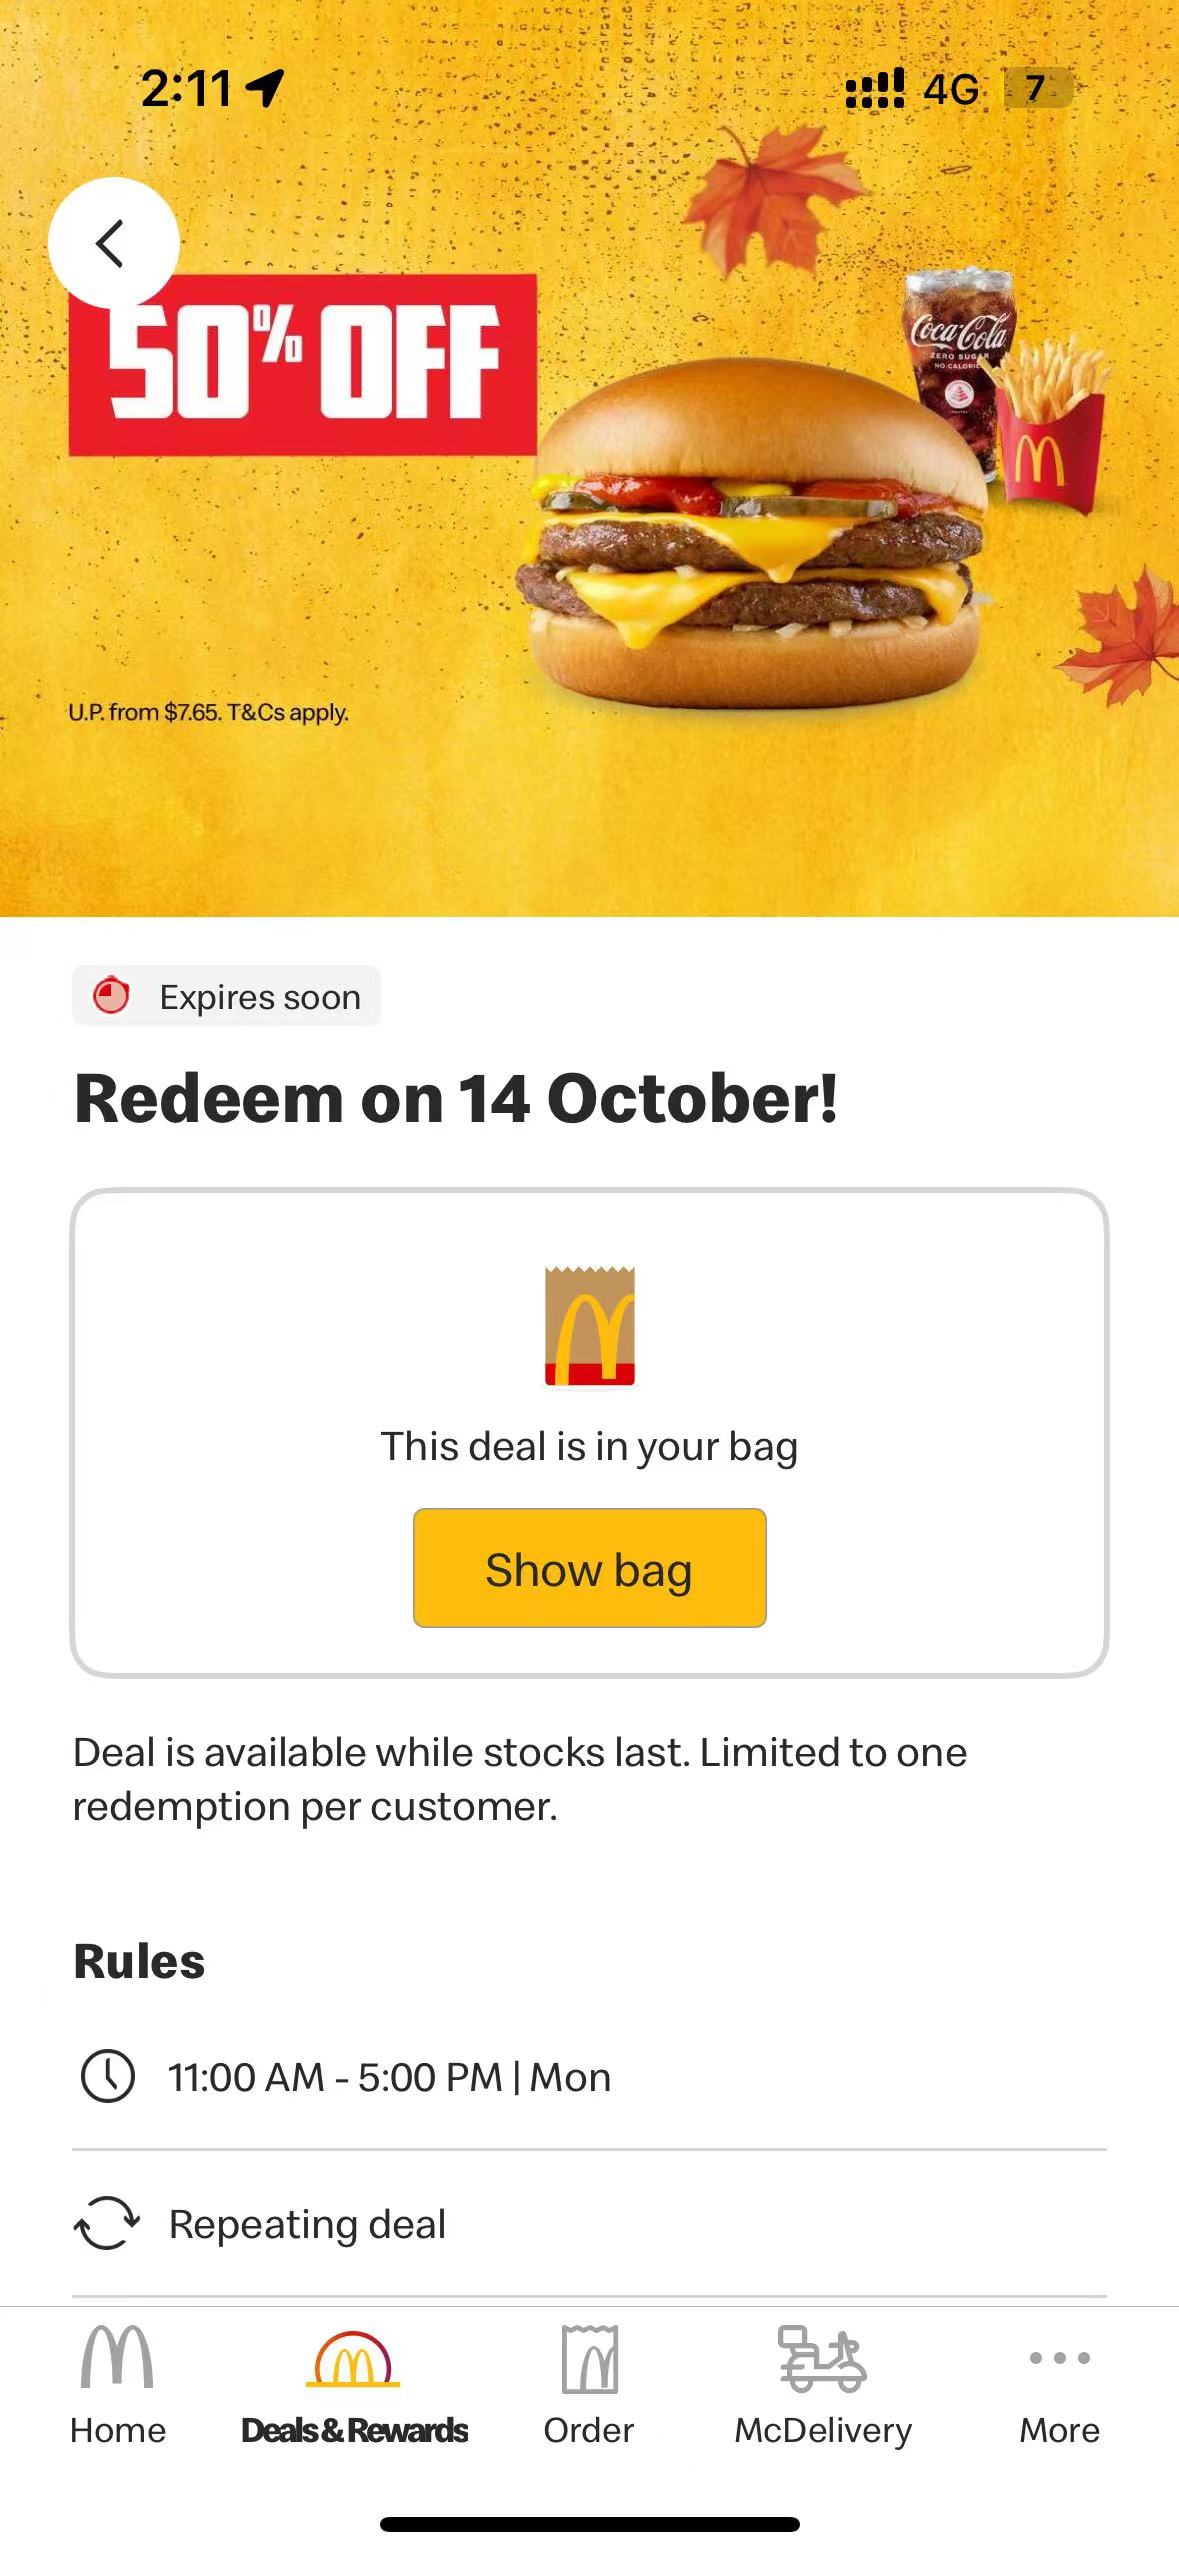 2:11
4G
7
50% OFF
Coca-Cola
ZERO SUGAR
NO CALORIE
U.P. from $7.65. T&Cs apply.
Expires soon
Redeem on 14 October!
This deal is in your bag
Show bag
Deal is available while stocks last. Limited to one
redemption per customer.
Rules
11:00 AM - 5:00 PM | Mon
Repeating deal
Home
Deals & Rewards
Order
McDelivery
More